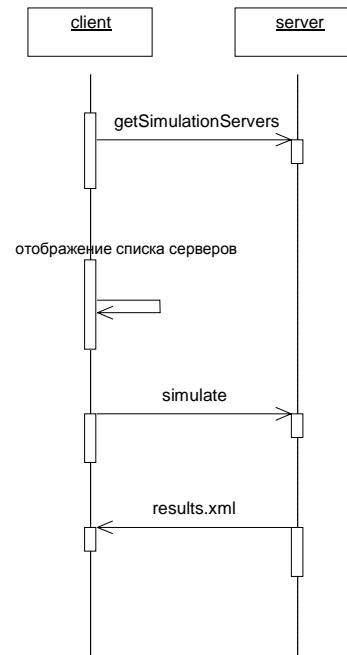 client
server
getSimulationServers
отображение списка серверов
simulate
results.xml